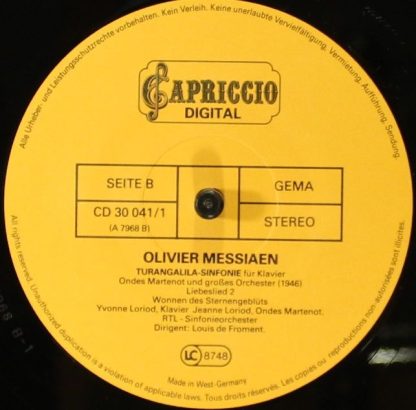 Alle Urheber- und Leistungsschutzrechte vorbehalten. Kein Verleih. Keine unerlaubte Vervielfältigung, Vermietung, Aufführung, Sendung.
CAPRICCIO
DIGITAL
SEITE B
GEMA
CD 30 041/1
(A 7968 B)
STEREO
OLIVIER MESSIAEN
TURANGALILA-SINFONIE für Klavier
Ondes Martenot und großes Orchester (1946)
Liebeslied 2
Wonnen des Sternengeblüts
Yvonne Loriod, Klavier. Jeanne Loriod, Ondes Martenot.
RTL - Sinfonieorchester
Dirigent: Louis de Froment.
LC 8748
Made in West-Germany
All rights reserved. Unauthorized duplication is a violation of applicable laws. Tous droits réservés. Les copies ou reproductions non autorisées sont illicites.